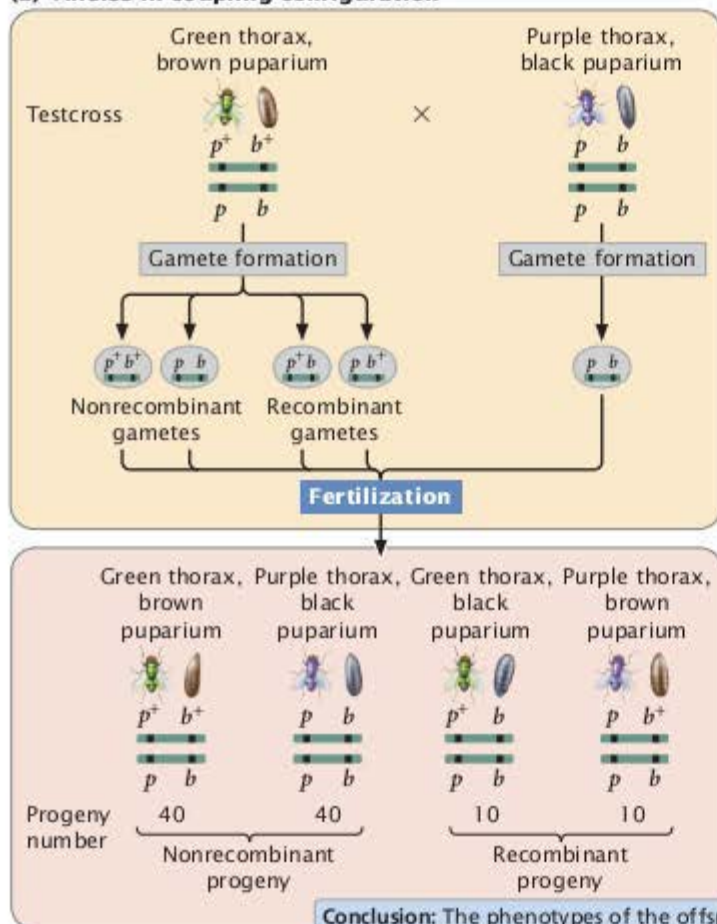 Green thorax,
brown puparium
Purple thorax,
black puparium
Testcross
×
p⁺ b⁺
p b
p b
p b
Gamete formation
Gamete formation
p⁺ b⁺
p b
p⁺ b
p b⁺
p b
Nonrecombinant
gametes
Recombinant
gametes
Fertilization
Green thorax,
brown
puparium
Purple thorax,
black
puparium
Green thorax,
black
puparium
Purple thorax,
brown
puparium
p⁺ b⁺
p b
p b
p b
p⁺ b
p b
p b⁺
p b
Progeny
number
40
40
10
10
Nonrecombinant
progeny
Recombinant
progeny
Conclusion: The phenotypes of the offs